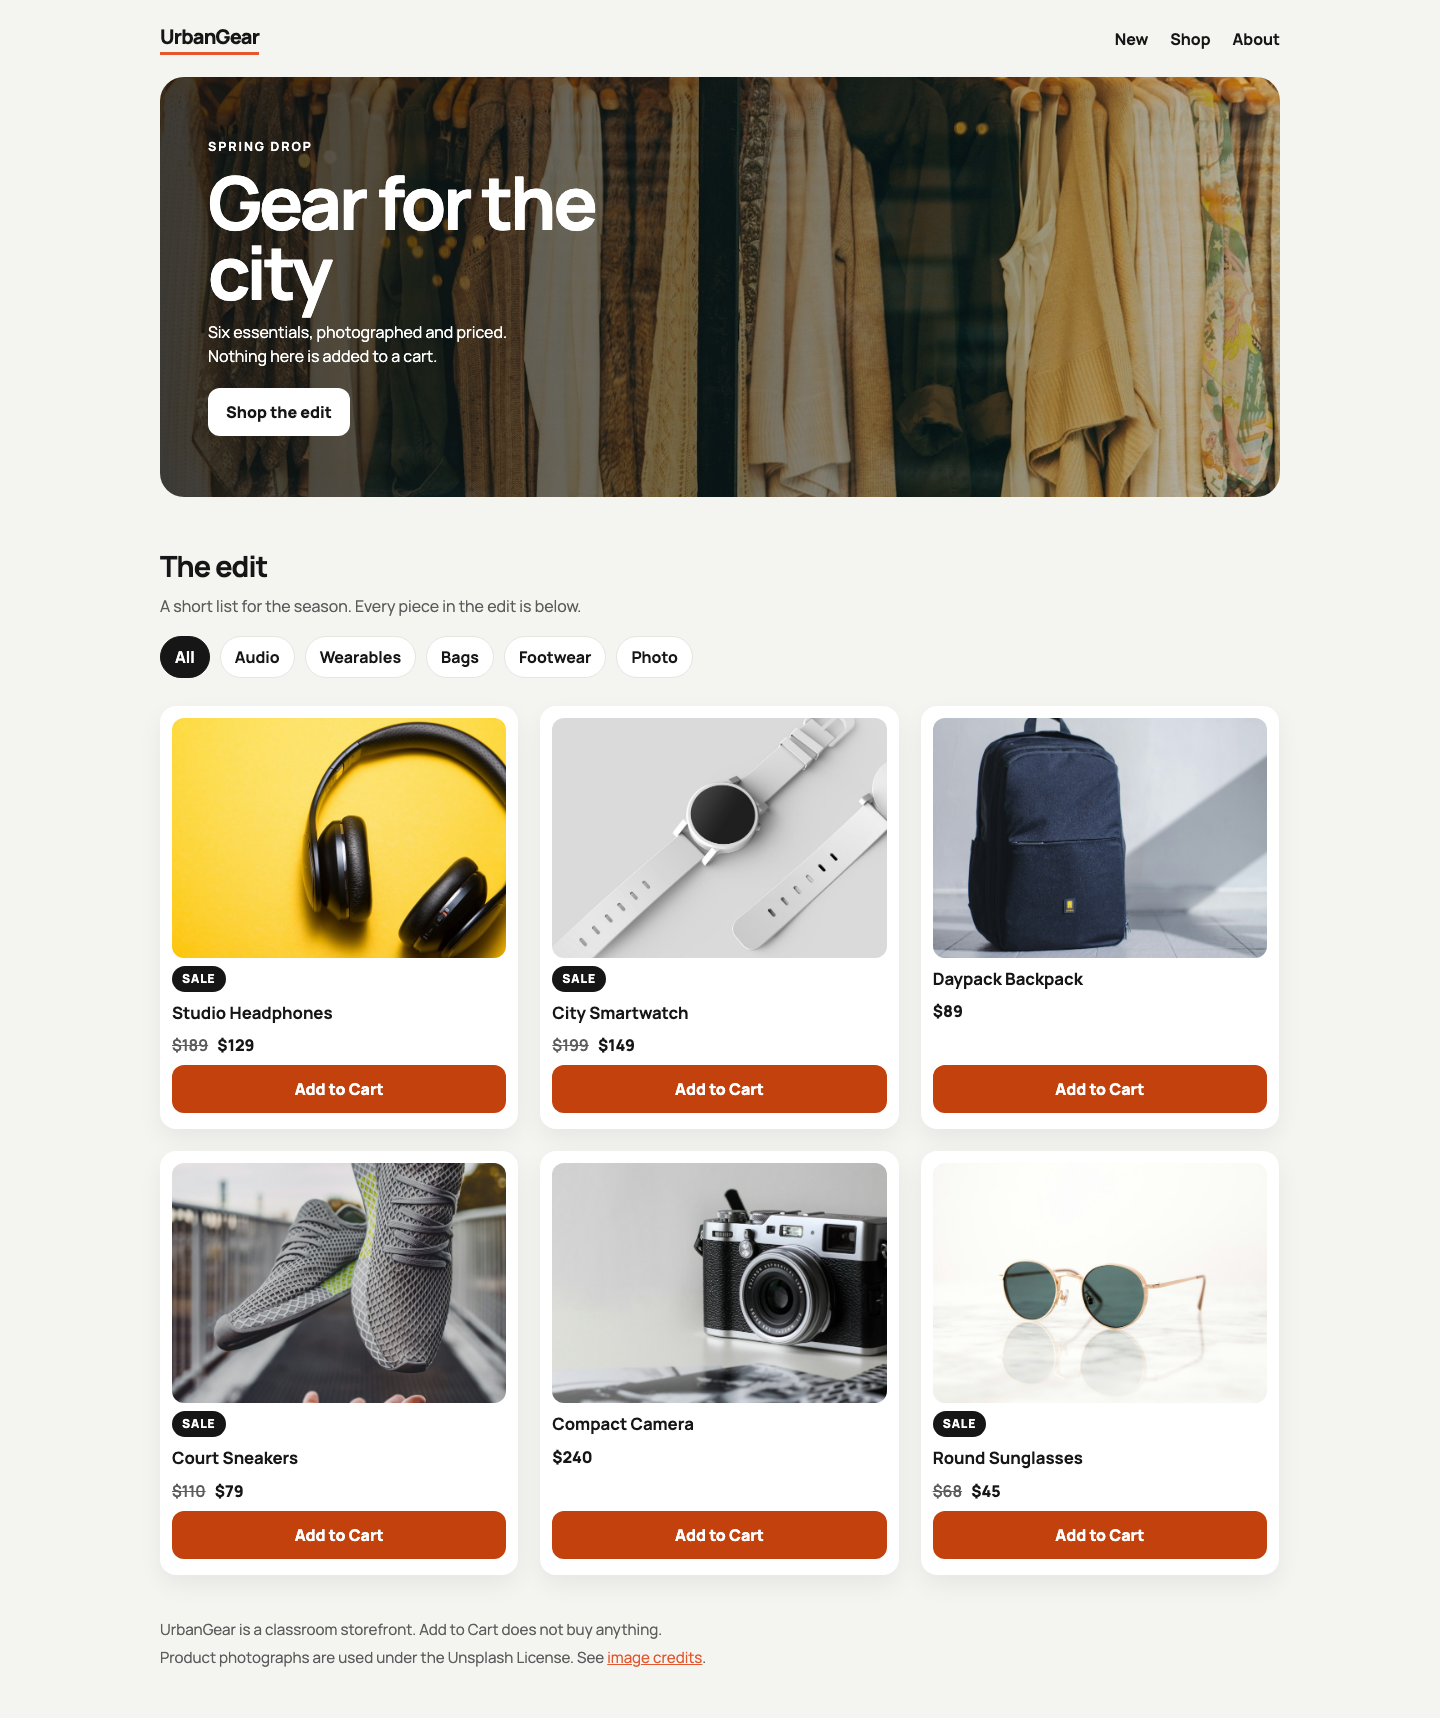 UrbanGear
New Shop About
SPRING DROP
Gear for the
city
Six essentials, photographed and priced.
Nothing here is added to a cart.
Shop the edit
The edit
A short list for the season. Every piece in the edit is below.
All Audio Wearables Bags Footwear Photo
SALE
Studio Headphones
$189 $129
Add to Cart
SALE
City Smartwatch
$199 $149
Add to Cart
Daypack Backpack
$89
Add to Cart
SALE
Court Sneakers
$110 $79
Add to Cart
Compact Camera
$240
Add to Cart
SALE
Round Sunglasses
$68 $45
Add to Cart
UrbanGear is a classroom storefront. Add to Cart does not buy anything.
Product photographs are used under the Unsplash License. See image credits.